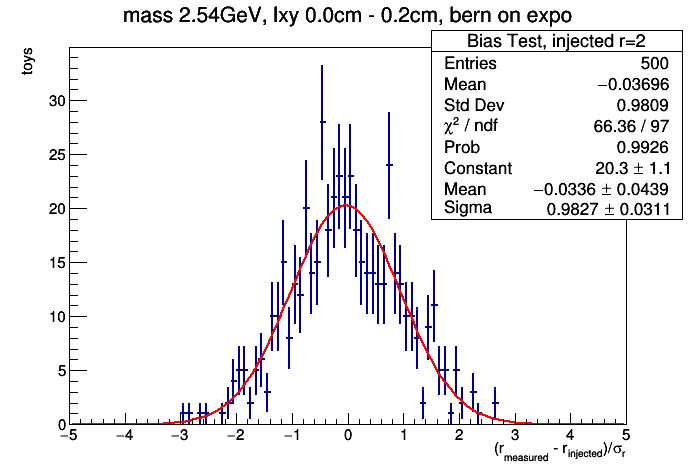 mass 2.54GeV, lxy 0.0cm - 0.2cm, bern on expo
toys
Bias Test, injected r=2
Entries 500
Mean −0.03696
Std Dev 0.9809
χ² / ndf 66.36 / 97
Prob 0.9926
Constant 20.3 ± 1.1
Mean −0.0336 ± 0.0439
Sigma 0.9827 ± 0.0311
30
25
20
15
10
5
0
−5 −4 −3 −2 −1 0 1 2 3 4 5
(r_measured - r_injected)/σ_r